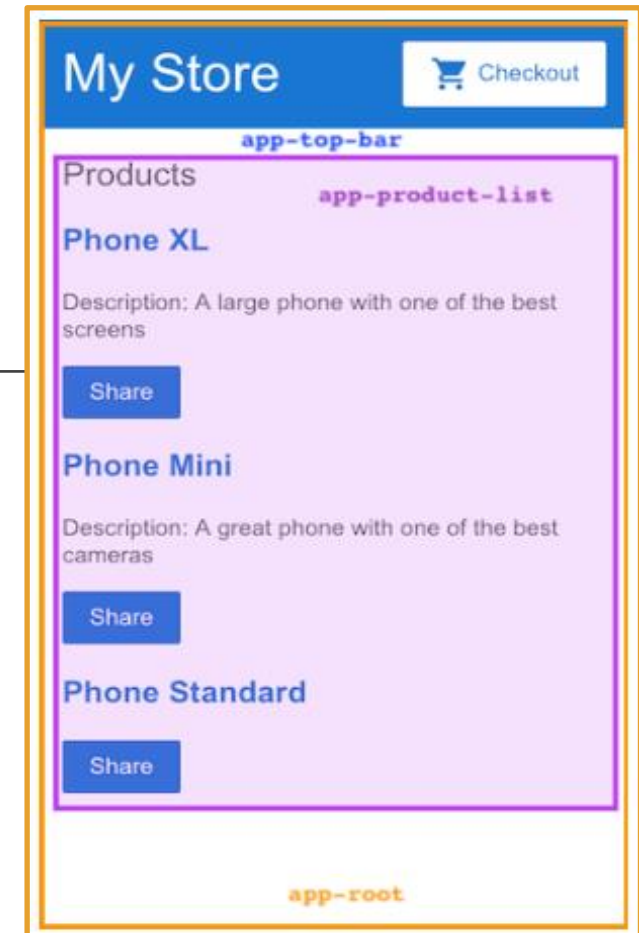 My Store
Checkout
app-top-bar
Products
app-product-list
Phone XL
Description: A large phone with one of the best
screens
Share
Phone Mini
Description: A great phone with one of the best
cameras
Share
Phone Standard
Share
app-root